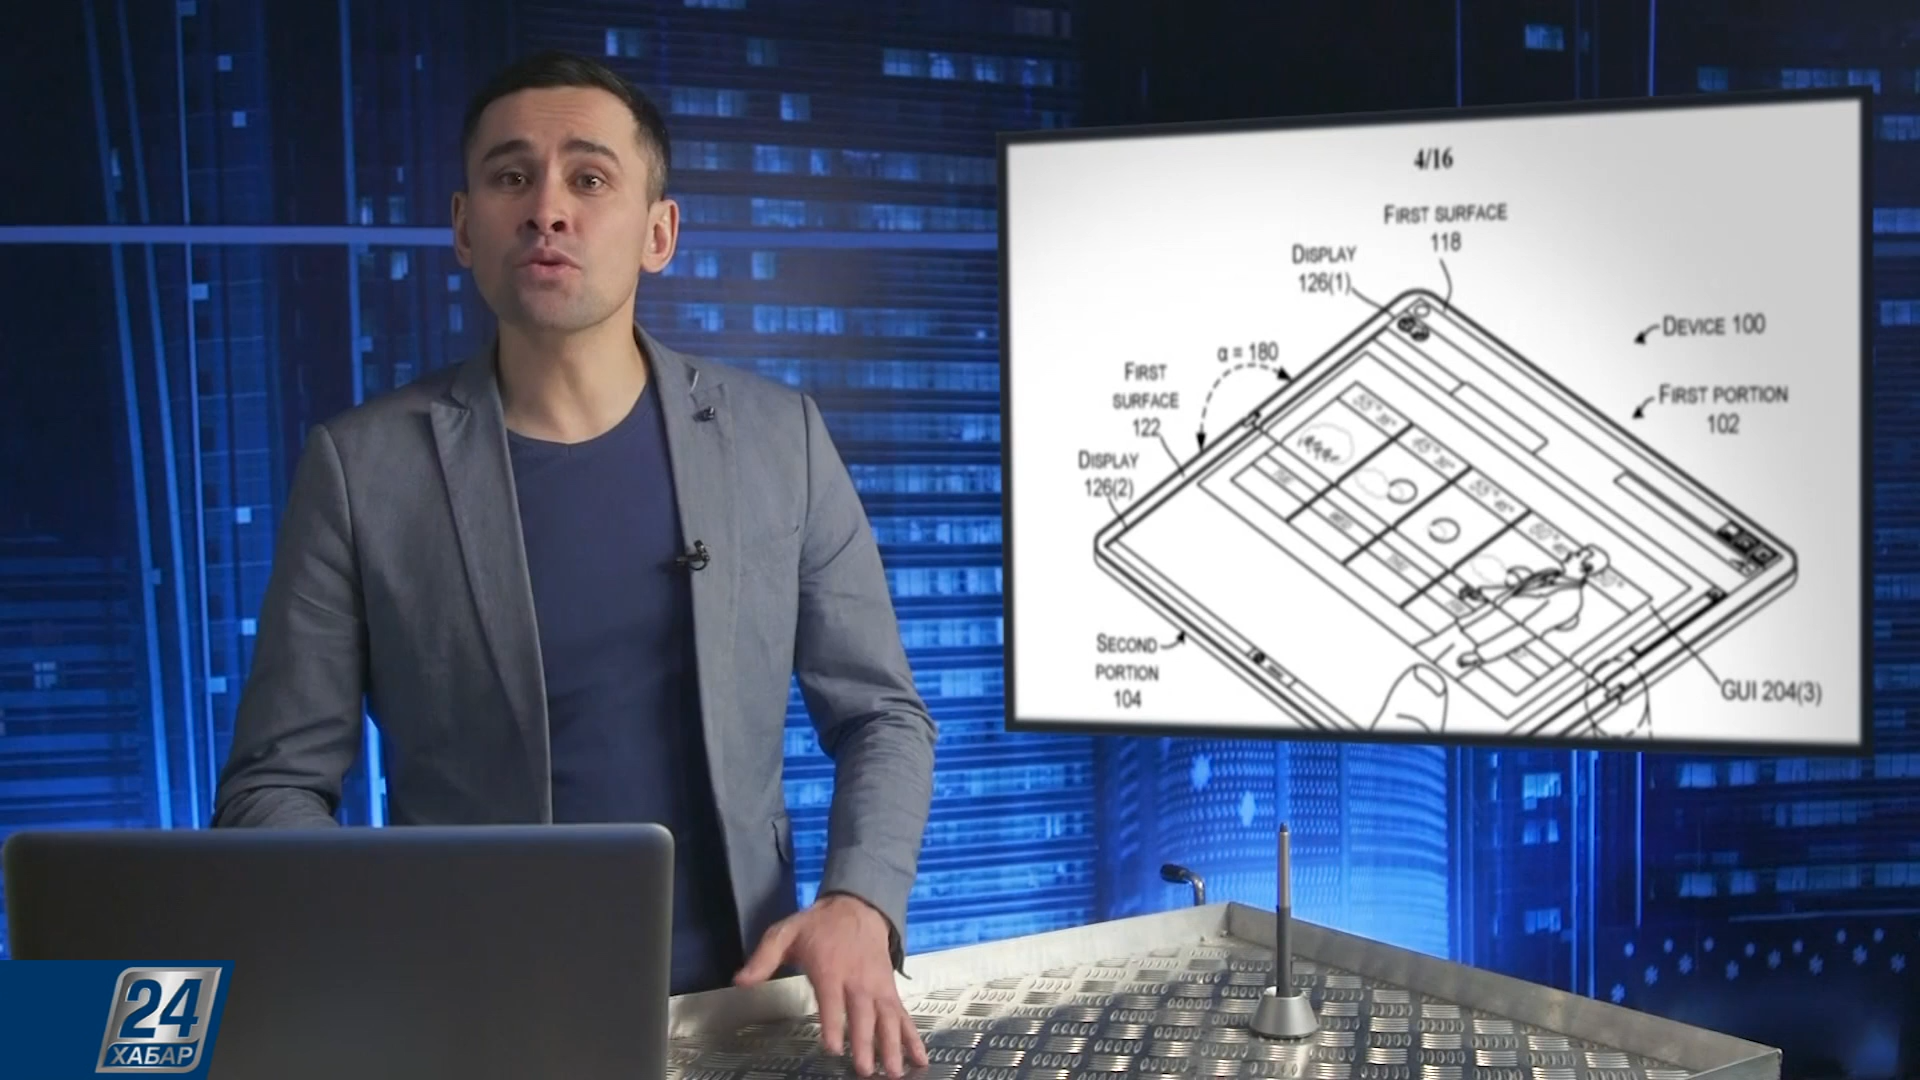 4/16
FIRST SURFACE
118
DISPLAY
126(1)
DEVICE 100
α = 180
FIRST
SURFACE
122
FIRST PORTION
102
DISPLAY
126(2)
SECOND
PORTION
104
GUI 204(3)
24
ХАБАР